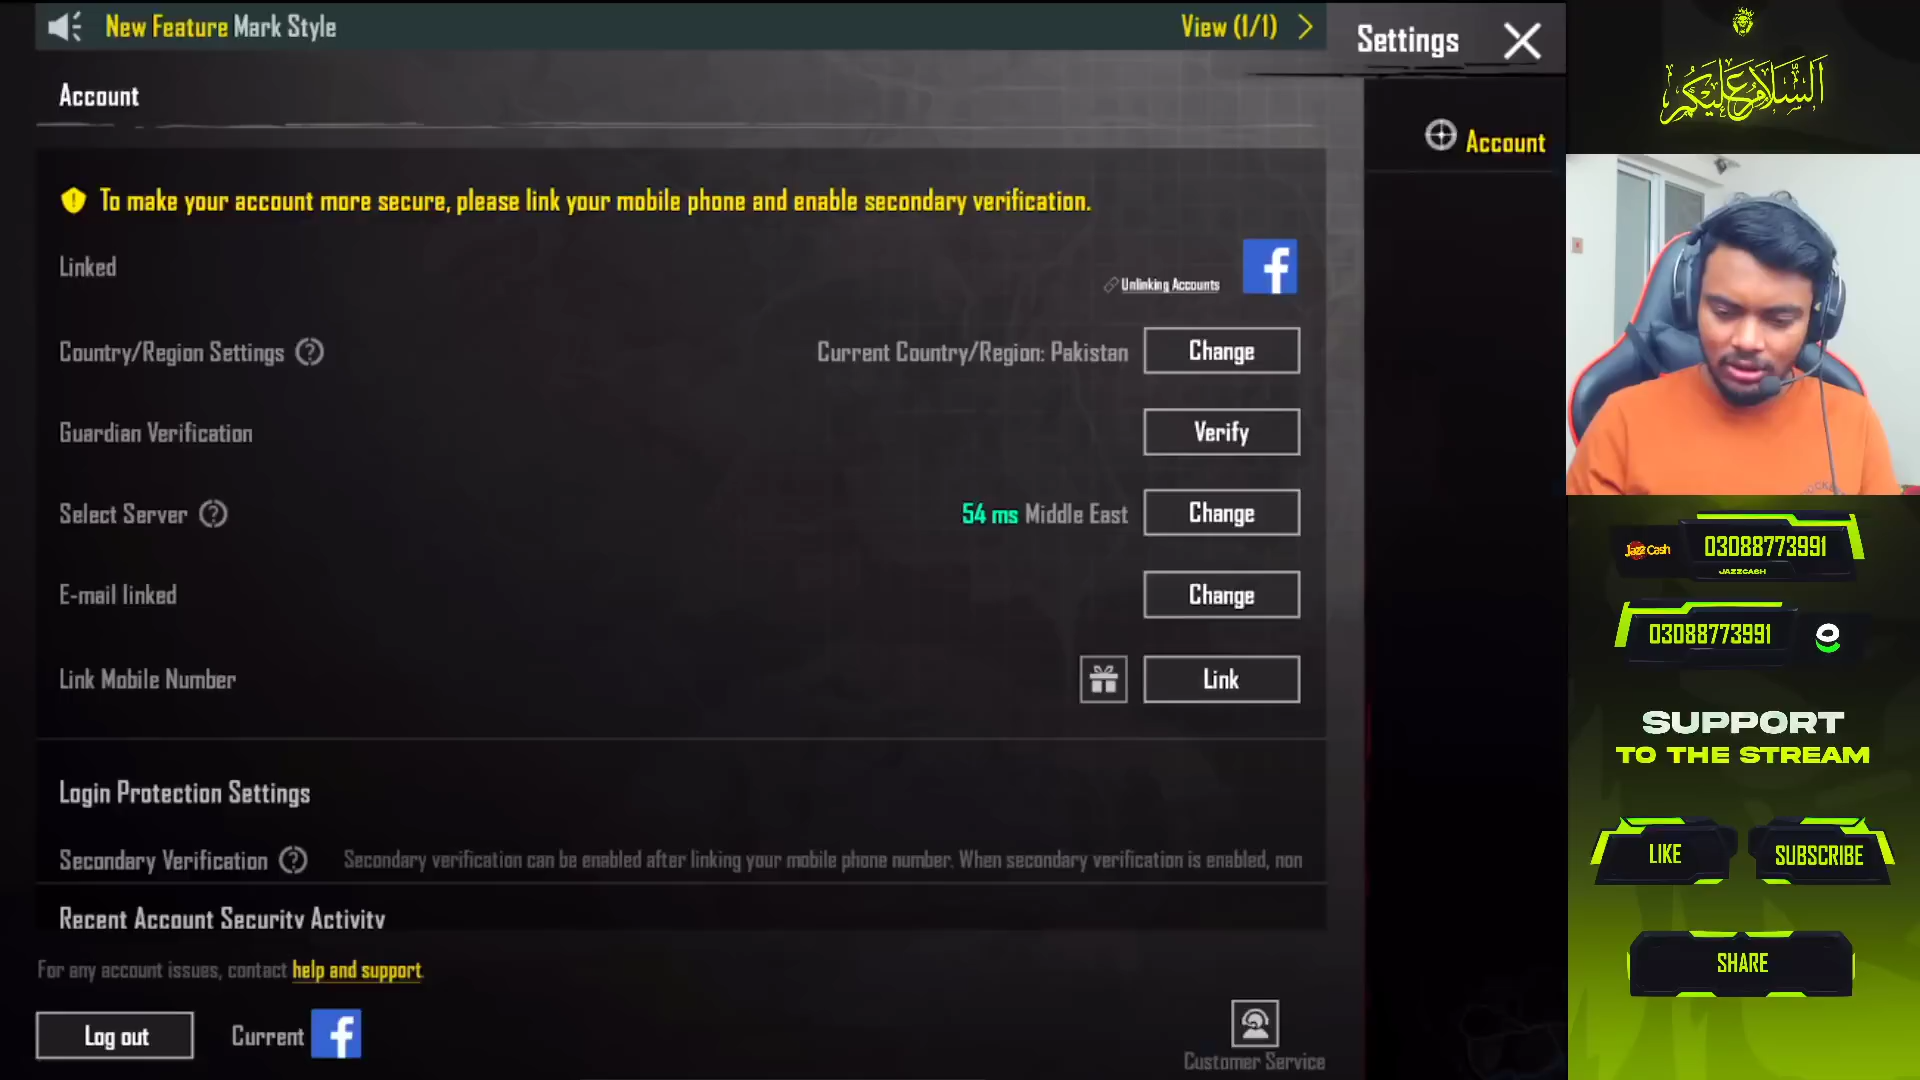 New Feature Mark Style
View (1/1)
Settings
Account
Account
To make your account more secure, please link your mobile phone and enable secondary verification.
Linked
Unlinking Accounts
Country/Region Settings
Current Country/Region: Pakistan
Change
Guardian Verification
Verify
Select Server
54 ms Middle East
Change
E-mail linked
Change
Link Mobile Number
Link
Login Protection Settings
Secondary Verification
Secondary verification can be enabled after linking your mobile phone number. When secondary verification is enabled, non
Recent Account Security Activity
For any account issues, contact help and support.
Log out
Current
Customer Service
السلام علیکم
JazzCash
03088773991
JAZZCASH
03088773991
SUPPORT
TO THE STREAM
LIKE
SUBSCRIBE
SHARE